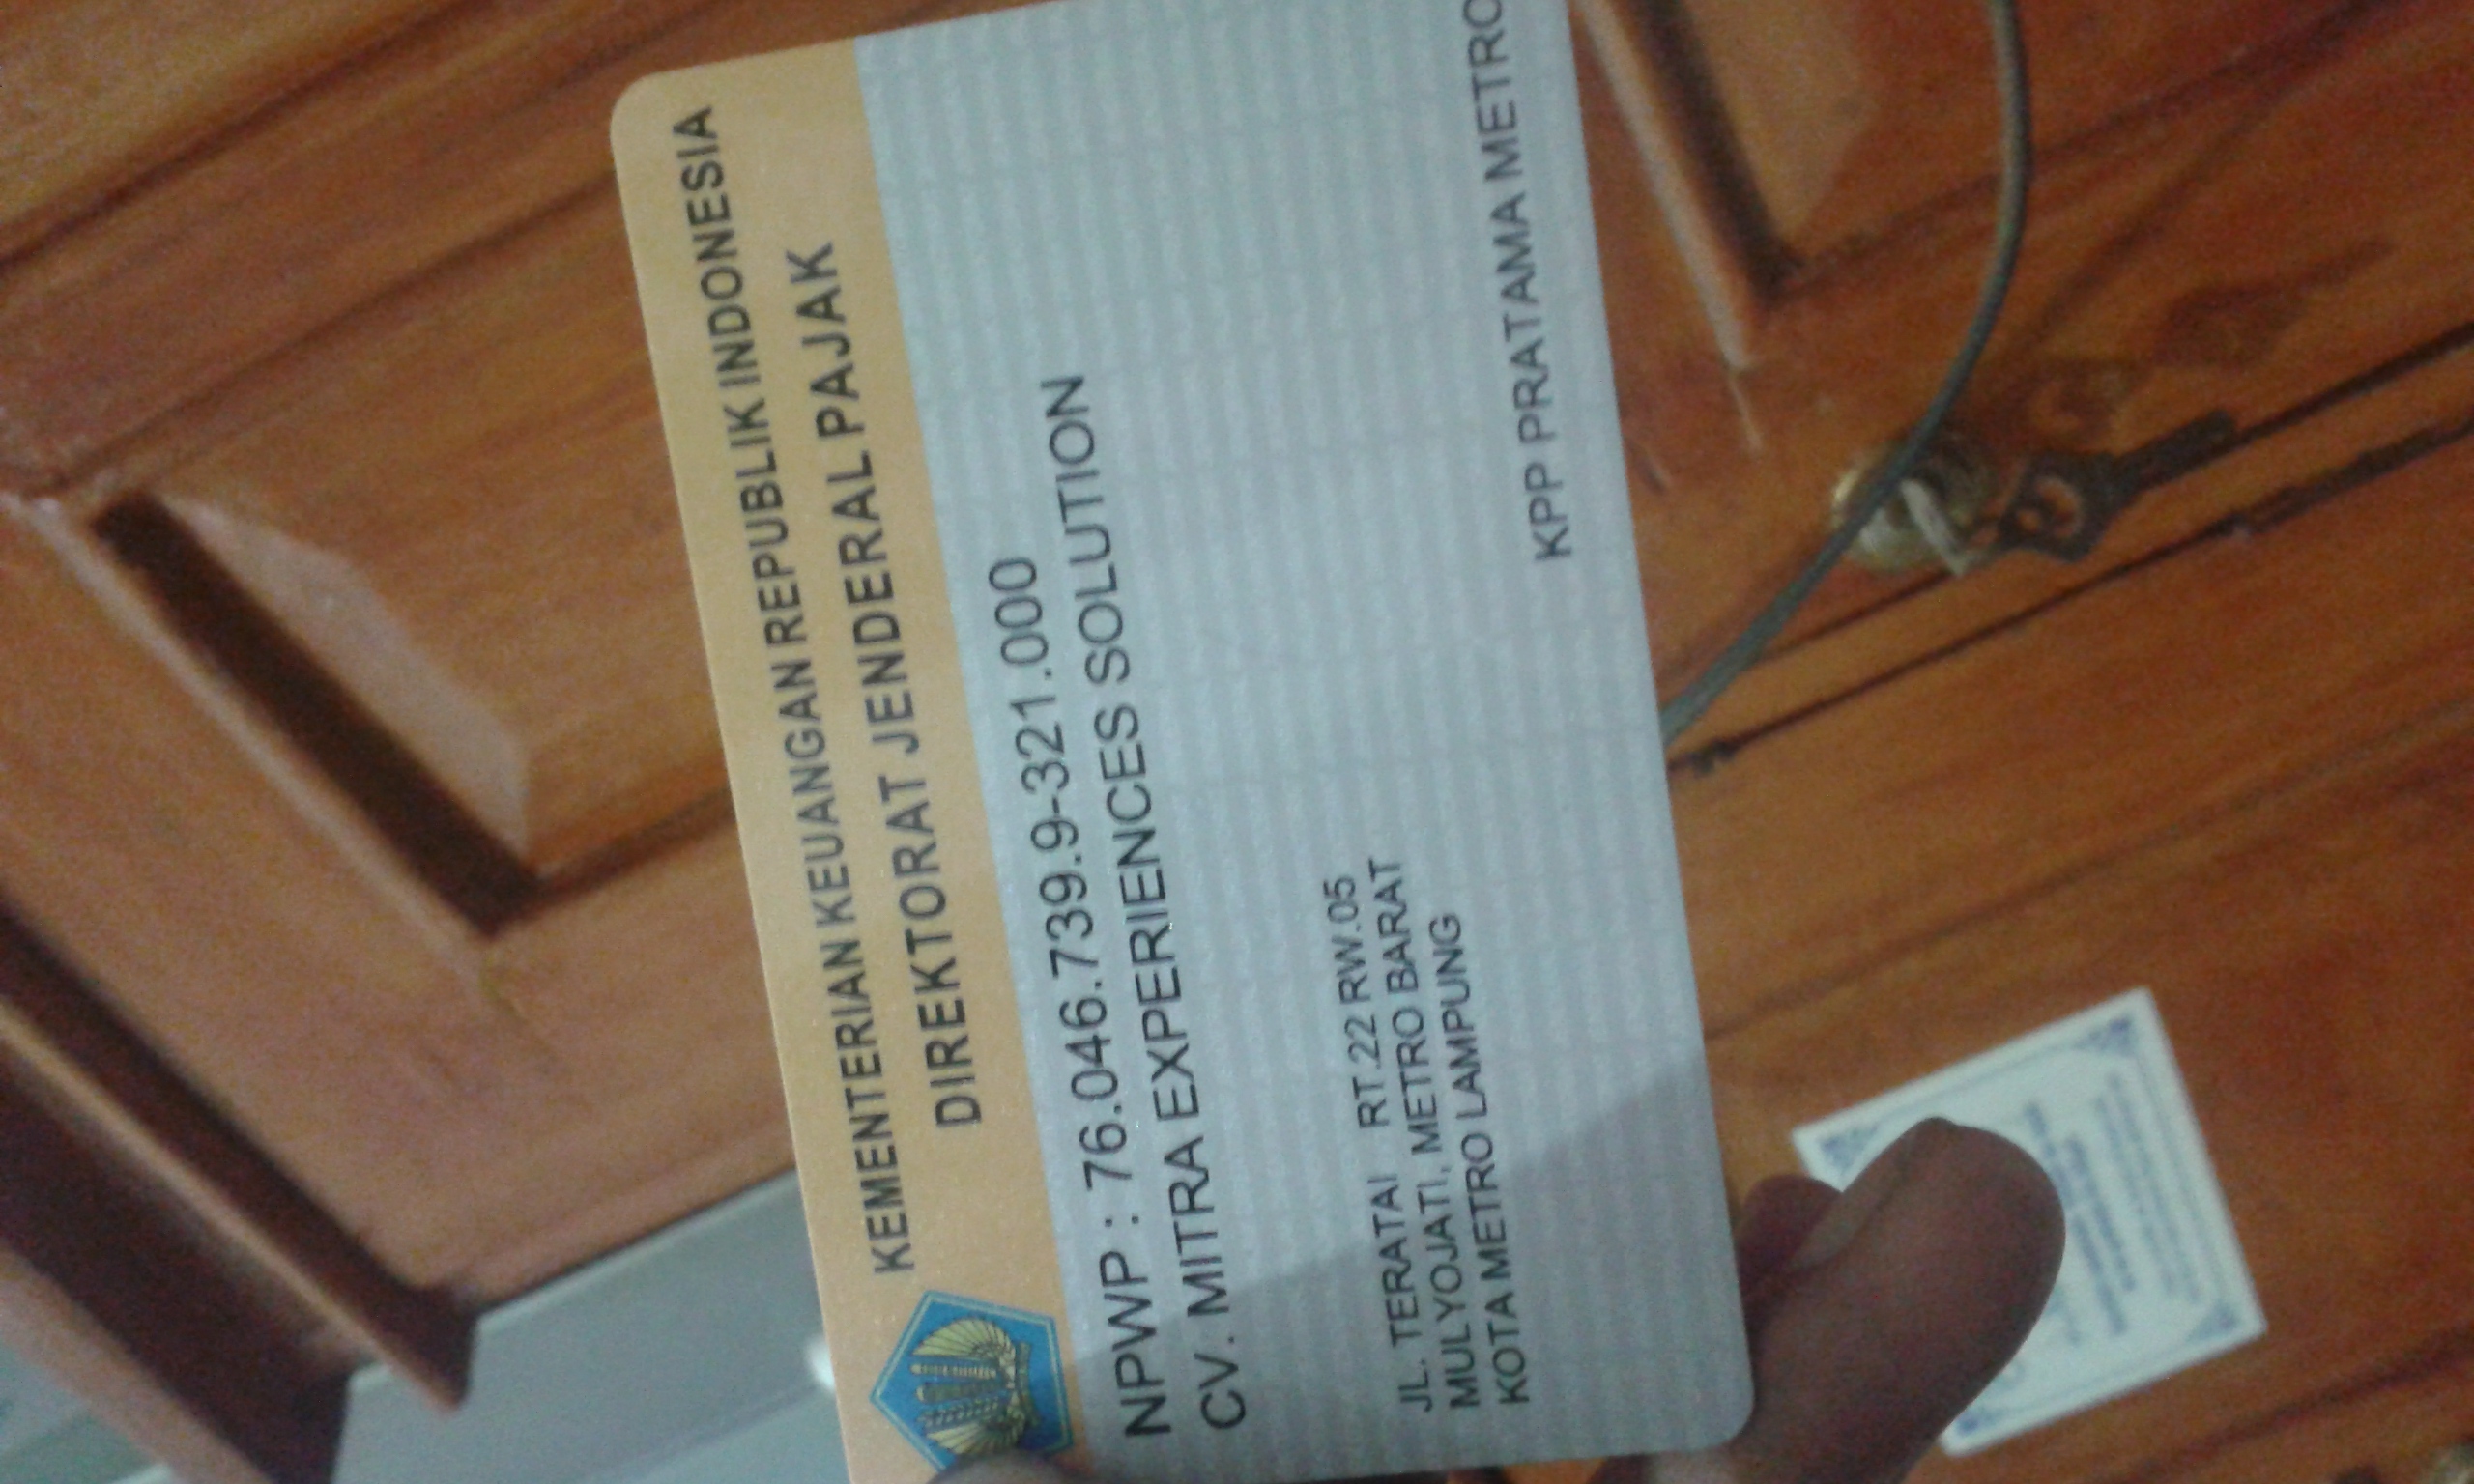 KEMENTERIAN KEUANGAN REPUBLIK INDONESIA
DIREKTORAT JENDERAL PAJAK
NPWP : 76.046.739.9-321.000
CV. MITRA EXPERIENCES SOLUTION
JL. TERATAI RT.22 RW.05
MULYOJATI, METRO BARAT
KOTA METRO LAMPUNG
KPP PRATAMA METRO